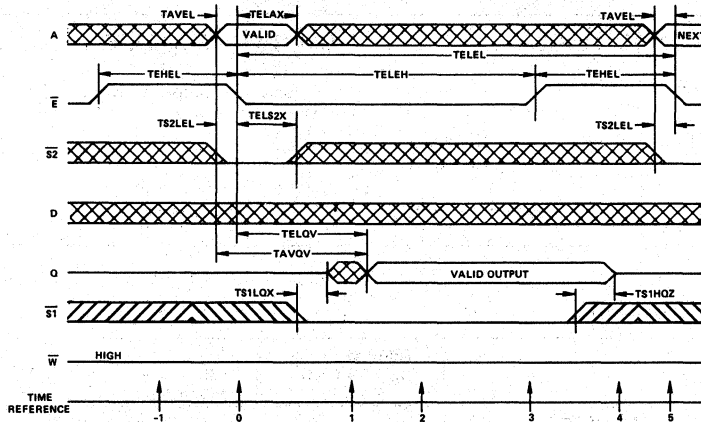 TAVEL TELAX TAVEL
A VALID NEXT
TELEL
TEHEL TELEH TEHEL
E
TS2LEL TELS2X TS2LEL
S2
D
TELQV
TAVQV
Q VALID OUTPUT
TS1LQX TS1HQZ
S1
W HIGH
TIME
REFERENCE
-1 0 1 2 3 4 5